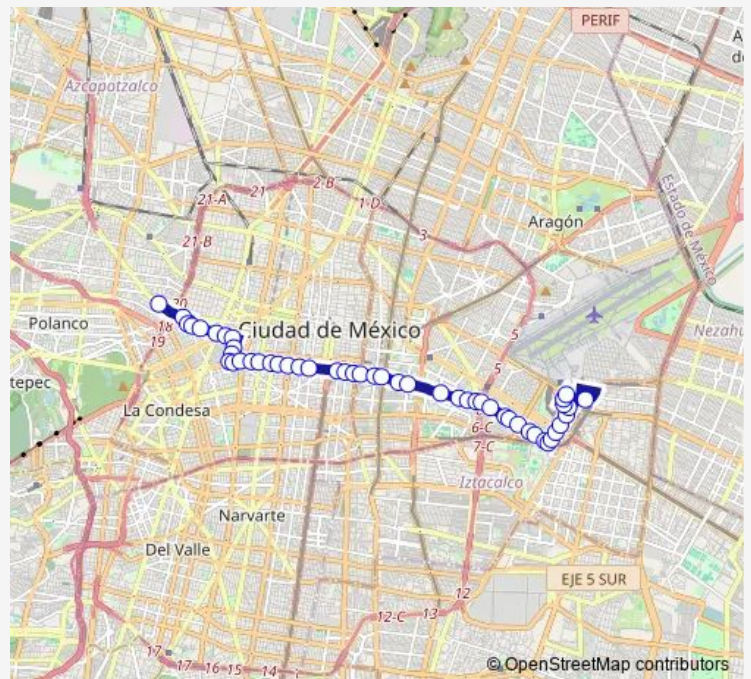 PERIF
A
de
Azcapotzalco
21-A
21
2-B
1-D
3
Estado de México
Aragón
21-B
20
18
19
Polanco
Ciudad de México
5
Nezahu
5
tepec
La Condesa
6-C
7-C
Iztacalco
Narvarte
Del Valle
EJE 5 SUR
12
12-C
13
17
17
16
15
14
© OpenStreetMap contributors